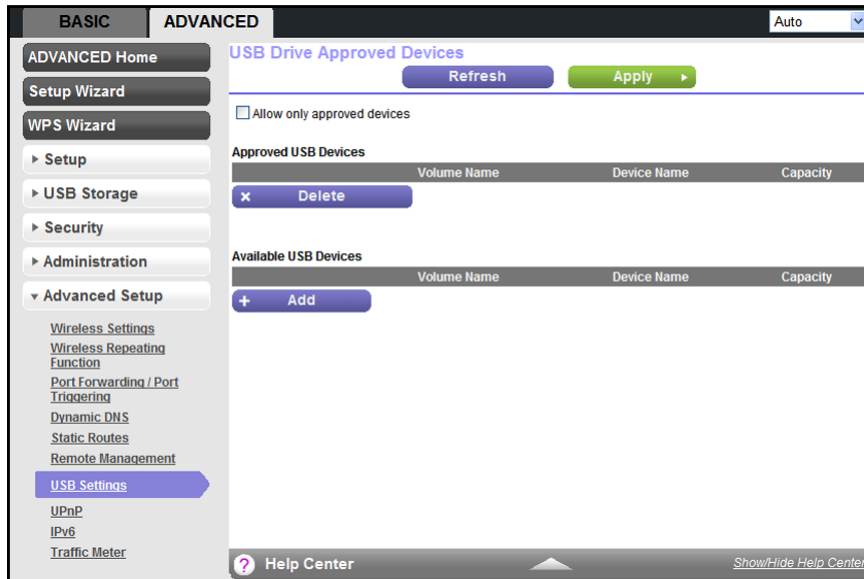 BASIC ADVANCED Auto
ADVANCED Home
Setup Wizard
WPS Wizard
Setup
USB Storage
Security
Administration
Advanced Setup
Wireless Settings
Wireless Repeating
Function
Port Forwarding / Port
Triggering
Dynamic DNS
Static Routes
Remote Management
USB Settings
UPnP
IPv6
Traffic Meter
USB Drive Approved Devices
Refresh Apply
Allow only approved devices
Approved USB Devices
Volume Name Device Name Capacity
× Delete
Available USB Devices
Volume Name Device Name Capacity
+ Add
? Help Center Show/Hide Help Center